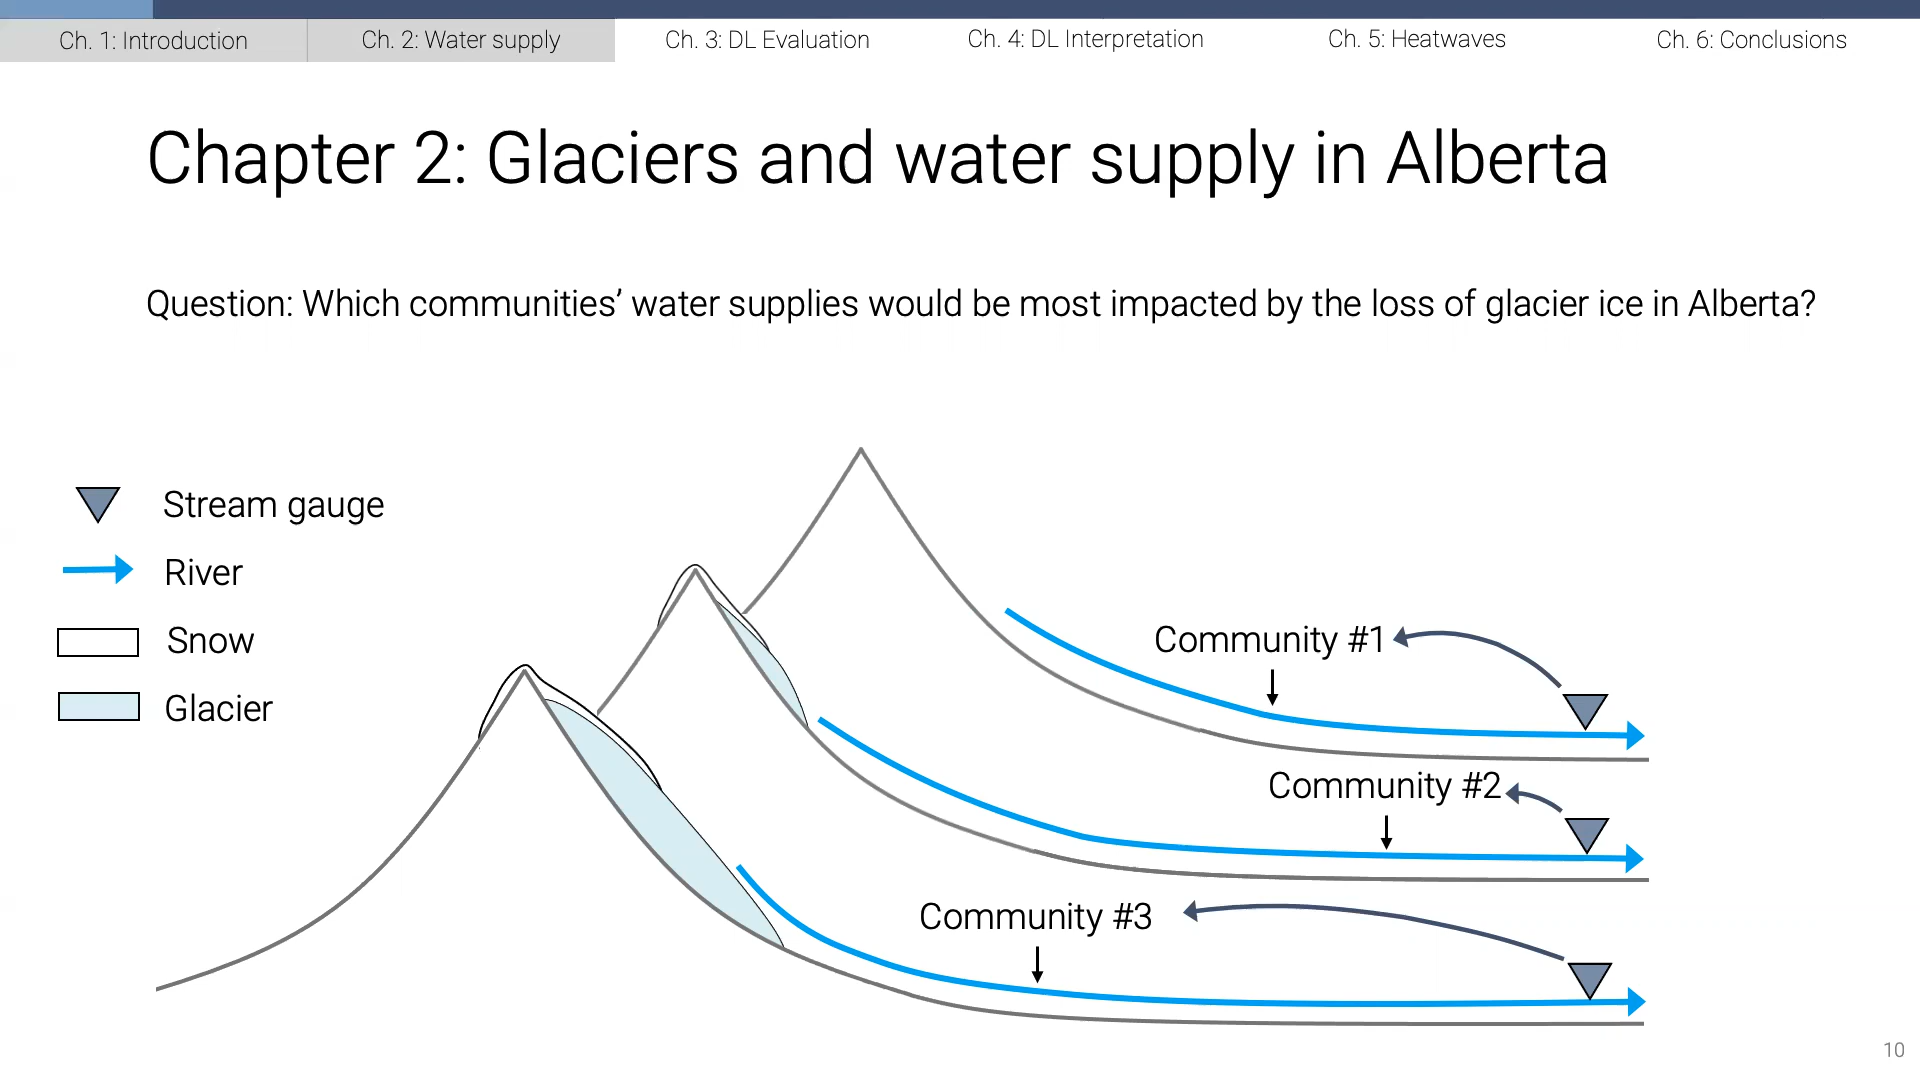 Ch. 1: Introduction
Ch. 2: Water supply
Ch. 3: DL Evaluation
Ch. 4: DL Interpretation
Ch. 5: Heatwaves
Ch. 6: Conclusions
Chapter 2: Glaciers and water supply in Alberta
Question: Which communities’ water supplies would be most impacted by the loss of glacier ice in Alberta?
Stream gauge
River
Snow
Glacier
Community #1
Community #2
Community #3
10